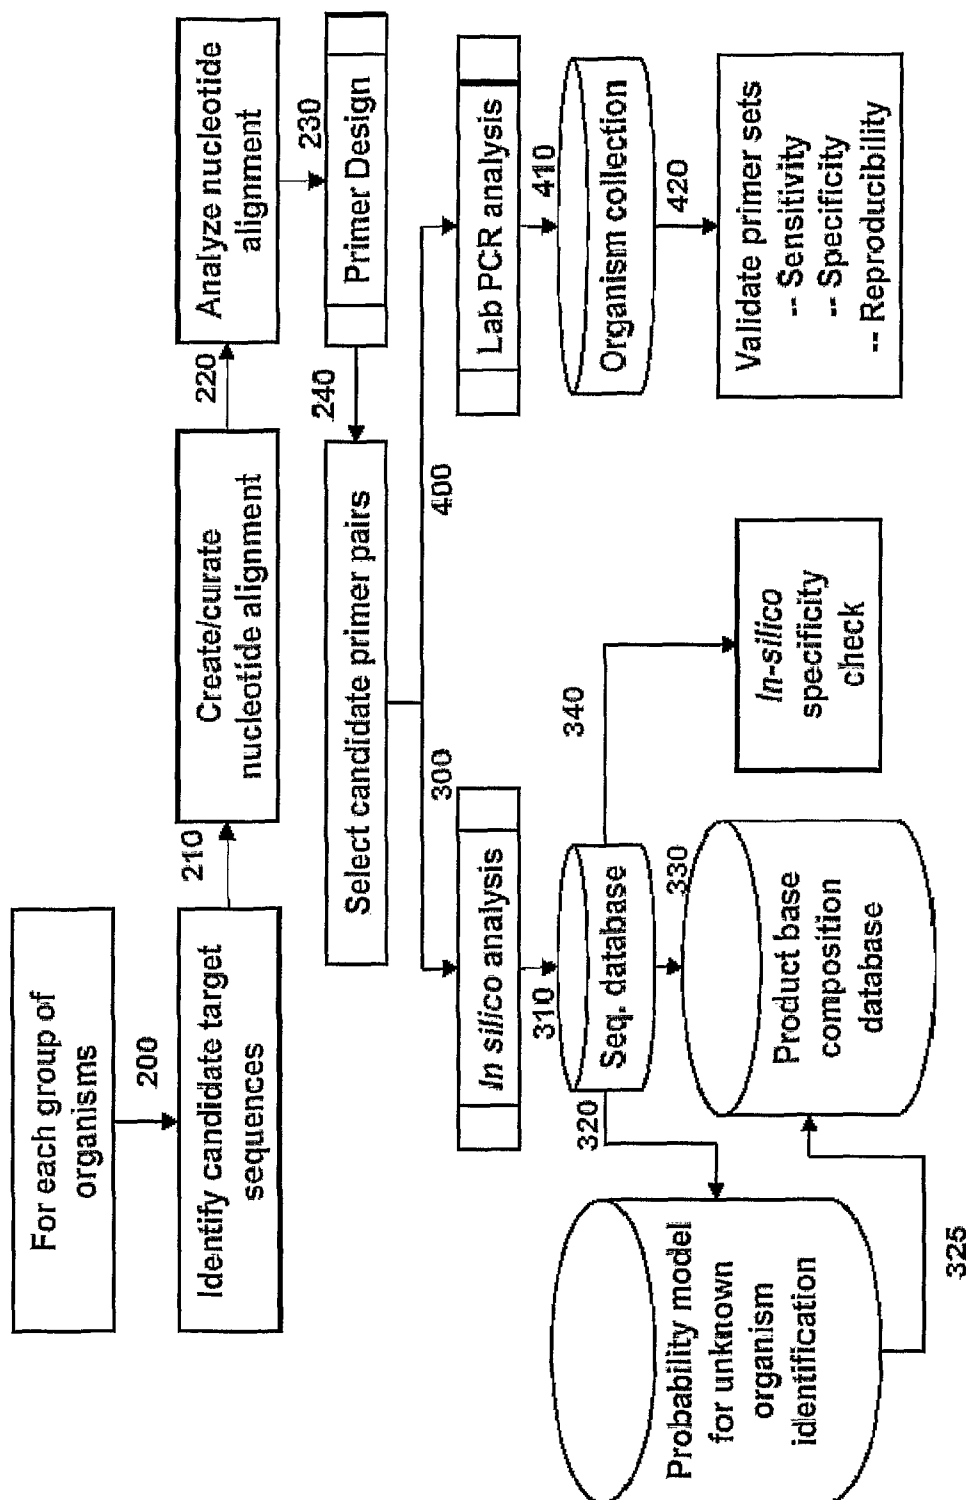 For each group of
organisms
200
Identify candidate target
sequences
210
Create/curate
nucleotide alignment
220
Analyze nucleotide
alignment
230
Primer Design
240
Select candidate primer pairs
300
400
In silico analysis
310
Seq. database
320
330
340
Probability model
for unknown
organism
identification
325
Product base
composition
database
In-silico
specificity
check
Lab PCR analysis
410
Organism collection
420
Validate primer sets
-- Sensitivity
-- Specificity
-- Reproducibility